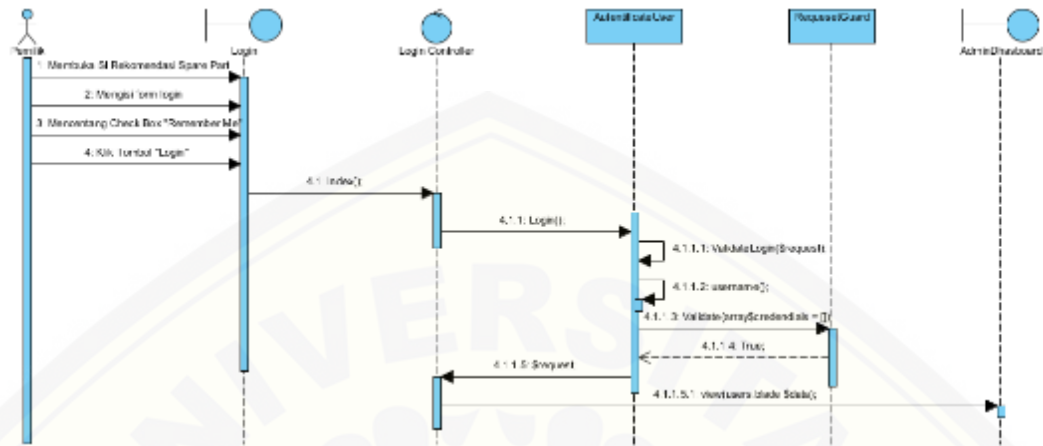 AutentificateUser
RequesetGuard
Pemilik
Login
Login Controller
AdminDhasboard
1: Membuka SI Rekomendasi Spare Part
2: Mengisi form login
3: Mencentang Check Box "Remember Me"
4: Klik Tombol "Login"
4.1: Index();
4.1.1: Login();
4.1.1.1: ValidateLogin($request);
4.1.1.2: username();
4.1.1.3: Validate(array$credendials = []);
4.1.1.4: True;
4.1.1.5: $request
4.1.1.5.1: view(users.blade $data);
UNIVERSITA